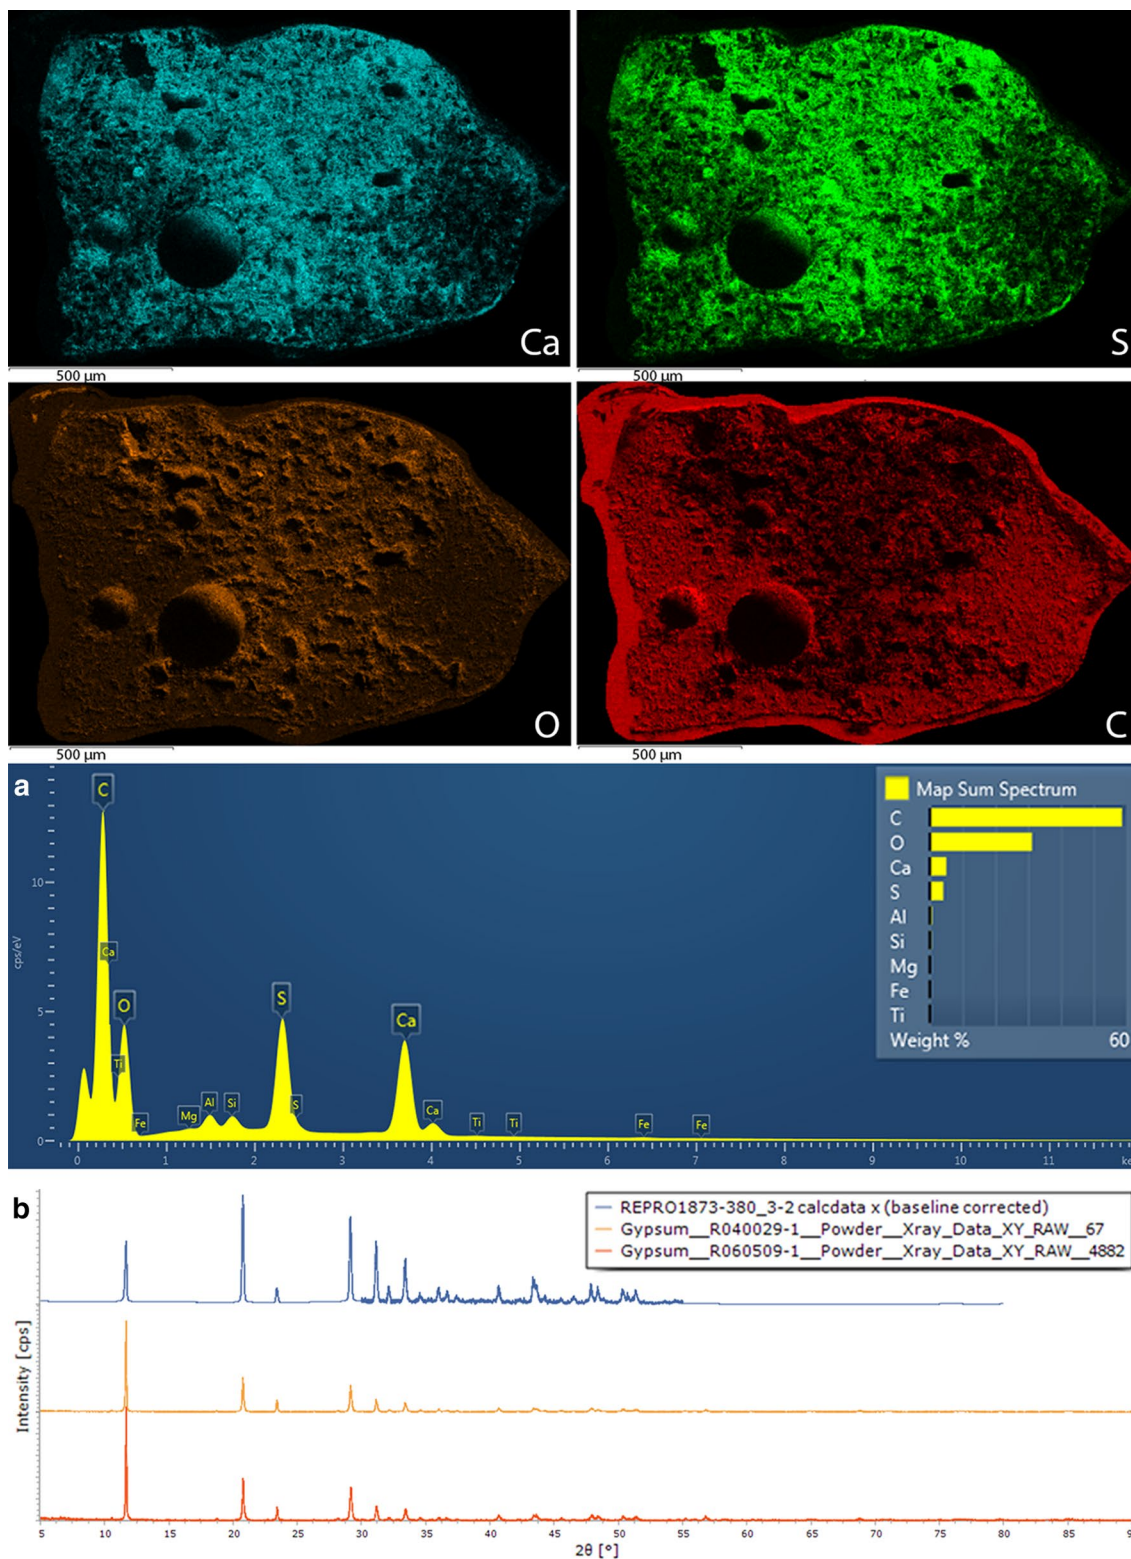 Ca
S
500 µm
500 µm
O
C
500 µm
500 µm
a
C
Ca
O
Ti
Fe
Mg
Al
Si
S
S
Ca
Ca
Ti
Ti
Fe
Fe
10
5
0
cps/eV
0 1 2 3 4 5 6 7 8 9 10 11 ke
Map Sum Spectrum
C
O
Ca
S
Al
Si
Mg
Fe
Ti
Weight % 60
b
REPRO1873-380_3-2 calcdata x (baseline corrected)
Gypsum__R040029-1__Powder__Xray_Data_XY_RAW__67
Gypsum__R060509-1__Powder__Xray_Data_XY_RAW__4882
Intensity [cps]
5 10 15 20 25 30 35 40 45 50 55 60 65 70 75 80 85 9
2θ [°]